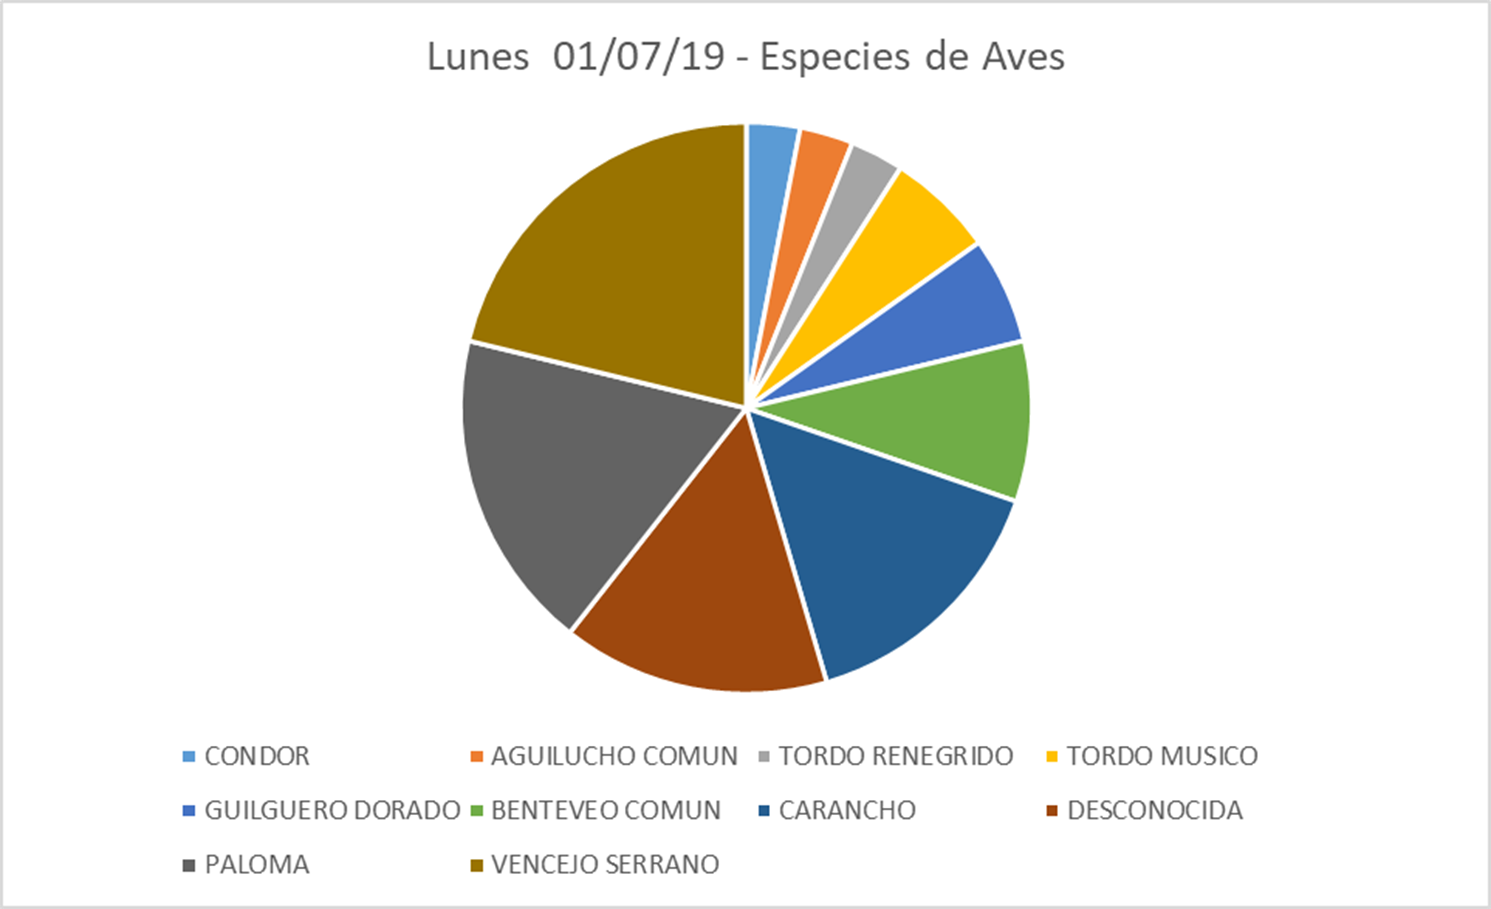 Lunes  01/07/19 - Especies de Aves
CONDOR AGUILUCHO COMUN TORDO RENEGRIDO TORDO MUSICO
GUILGUERO DORADO BENTEVEO COMUN CARANCHO DESCONOCIDA
PALOMA VENCEJO SERRANO